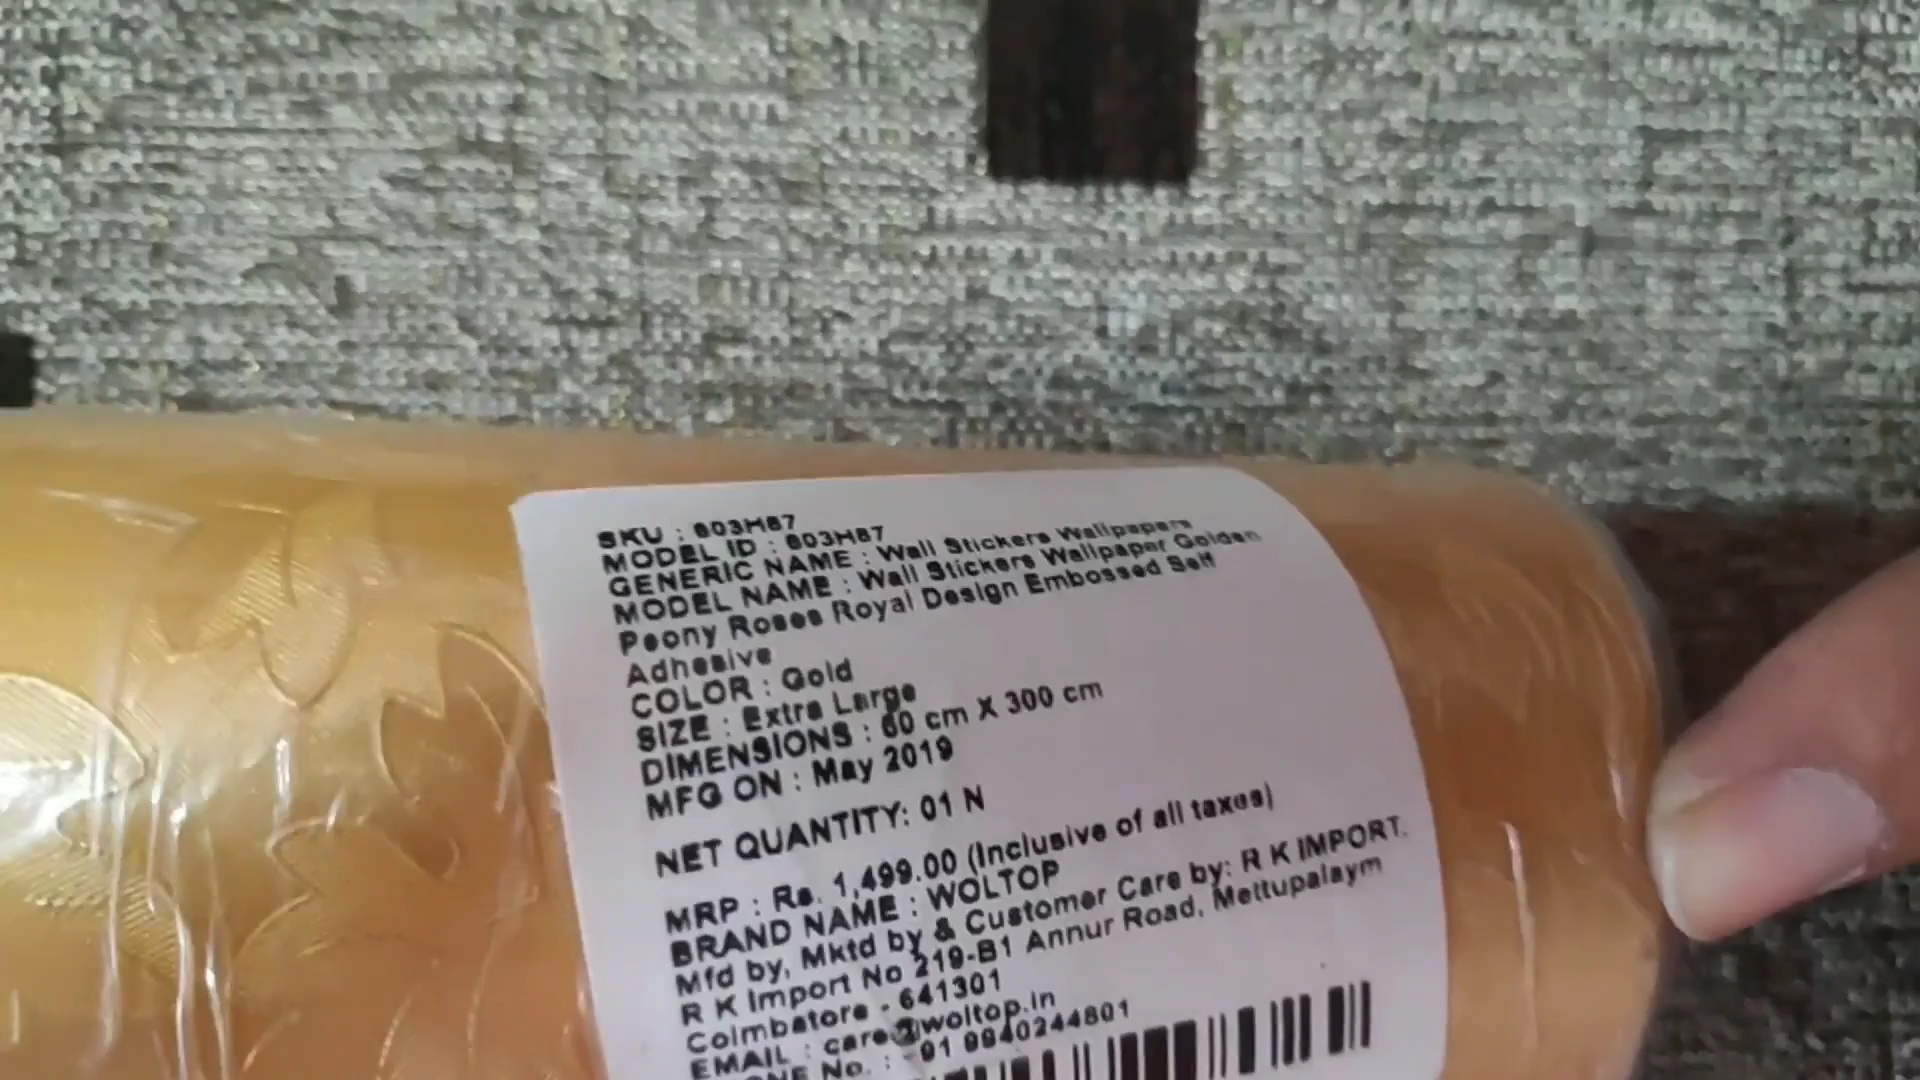 SKU : 803H87
MODEL ID : 803H87
GENERIC NAME : Wall Stickers Wallpapers
MODEL NAME : Wall Stickers Wallpaper Golden
Peony Roses Royal Design Embossed Self
Adhesive
COLOR : Gold
SIZE : Extra Large
DIMENSIONS : 60 cm X 300 cm
MFG ON : May 2019
NET QUANTITY: 01 N
MRP : Rs. 1,499.00 (Inclusive of all taxes)
BRAND NAME : WOLTOP
Mfd by, Mktd by & Customer Care by: R K IMPORT.
R K Import No 219-B1 Annur Road, Mettupalaym
Coimbatore - 641301
EMAIL : care@woltop.in
No. : 91 9940244801